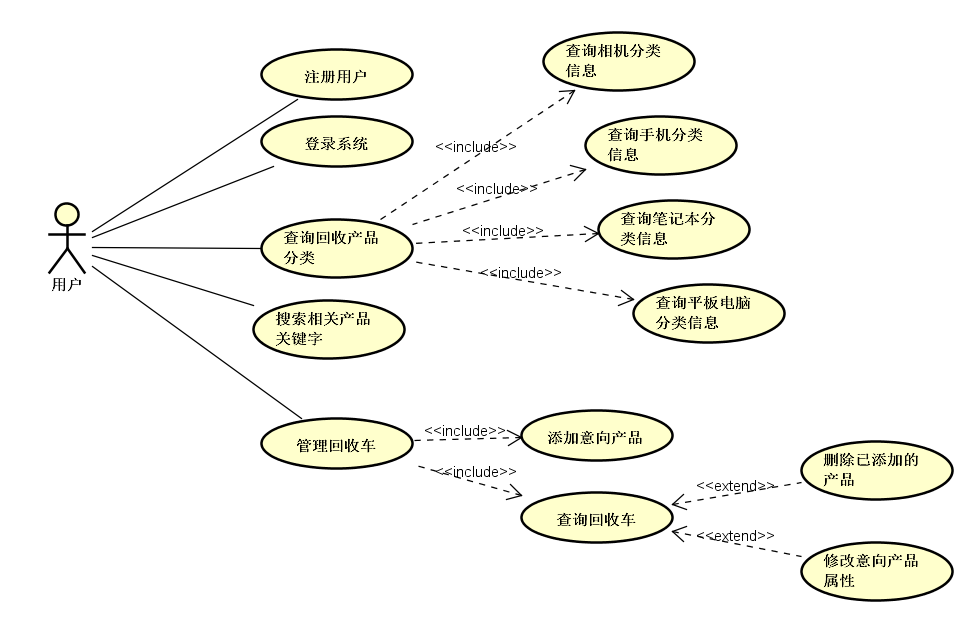 注册用户
登录系统
查询回收产品
分类
搜索相关产品
关键字
管理回收车
用户
查询相机分类
信息
查询手机分类
信息
查询笔记本分
类信息
查询平板电脑
分类信息
<<include>>
<<include>>
<<include>>
<<include>>
<<include>>
<<include>>
添加意向产品
查询回收车
<<extend>>
<<extend>>
删除已添加的
产品
修改意向产品
属性